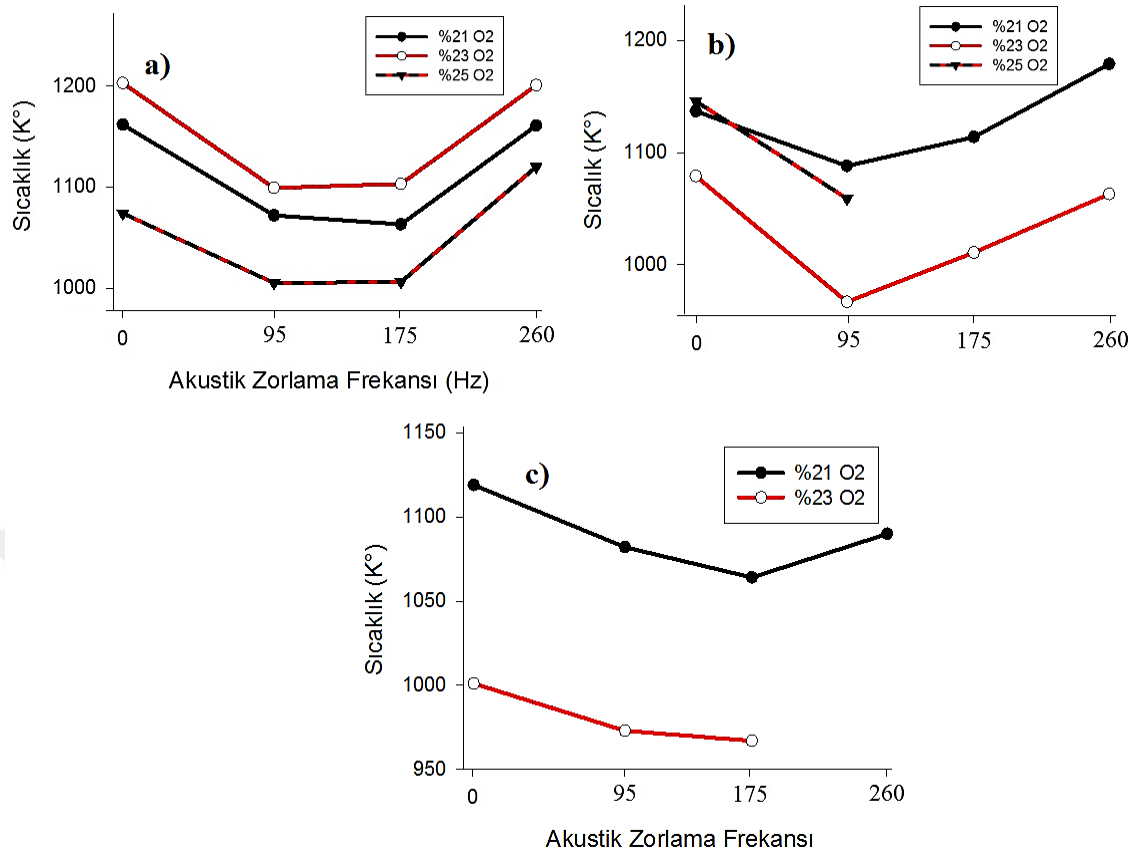 a)
%21 O2
%23 O2
%25 O2
Sıcaklık (K°)
1200
1100
1000
0
95
175
260
Akustik Zorlama Frekansı (Hz)
b)
%21 O2
%23 O2
%25 O2
Sıcalık (K°)
1200
1100
1000
0
95
175
260
c)
%21 O2
%23 O2
Sıcaklık (K°)
1150
1100
1050
1000
950
0
95
175
260
Akustik Zorlama Frekansı